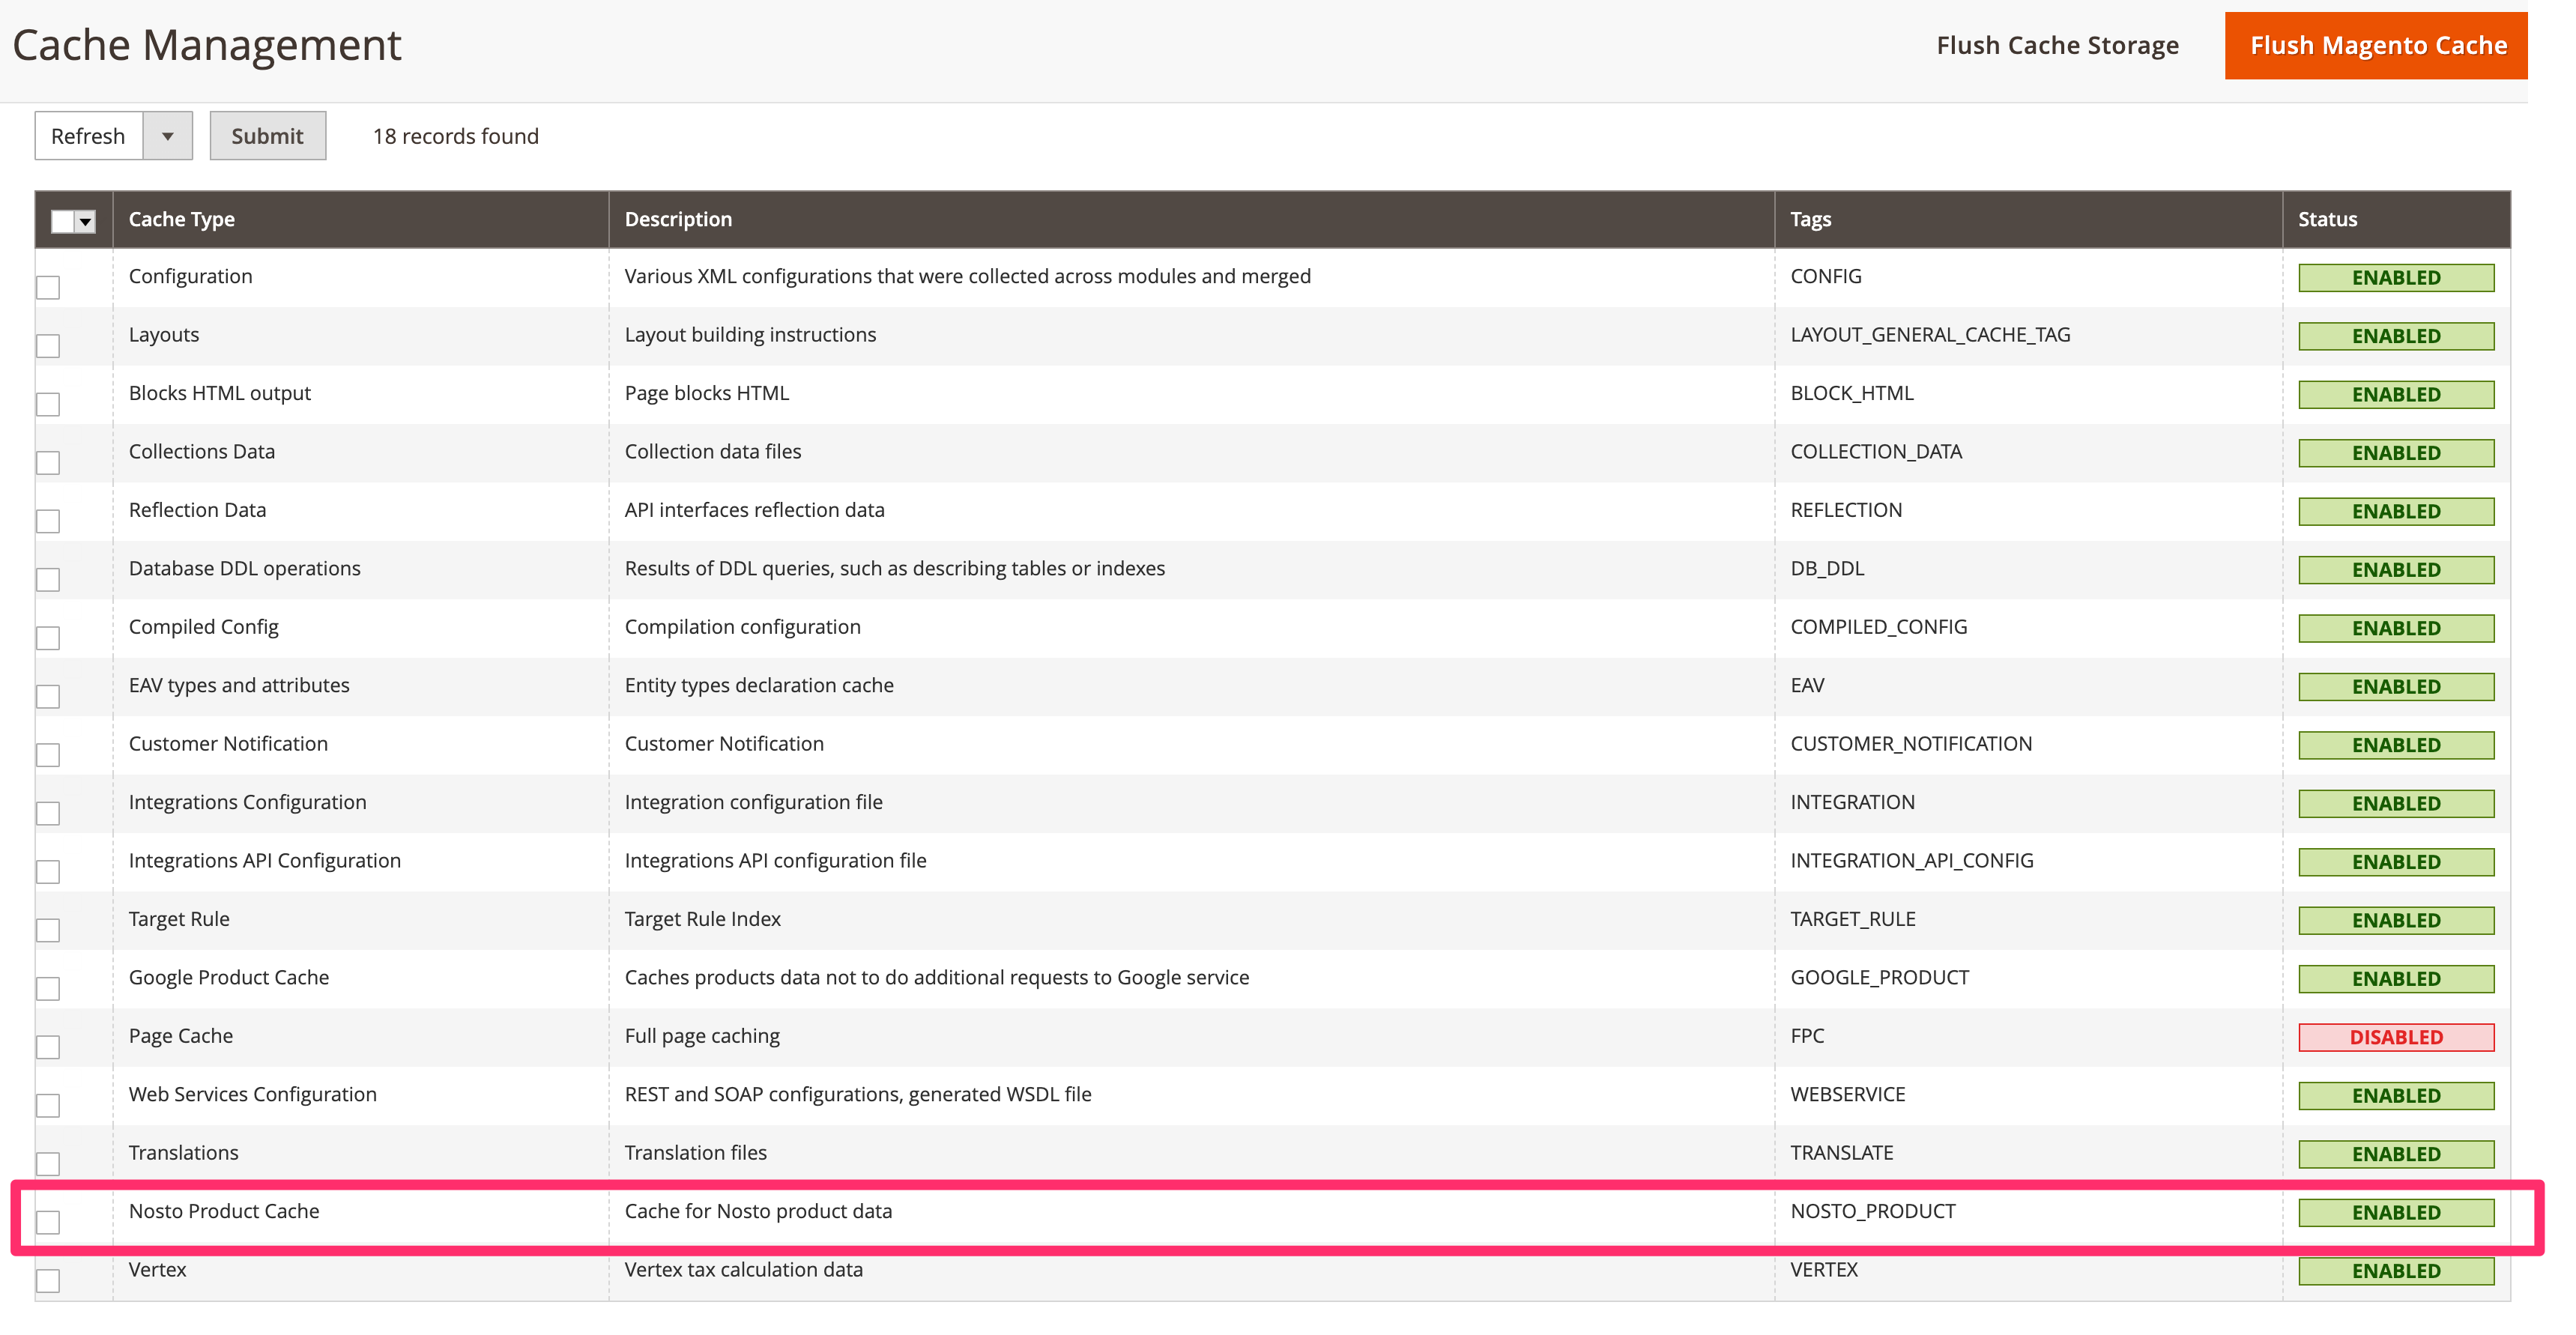 Cache Management Flush Cache Storage Flush Magento Cache
Refresh Submit 18 records found
Cache Type Description Tags Status
Configuration Various XML configurations that were collected across modules and merged CONFIG ENABLED
Layouts Layout building instructions LAYOUT_GENERAL_CACHE_TAG ENABLED
Blocks HTML output Page blocks HTML BLOCK_HTML ENABLED
Collections Data Collection data files COLLECTION_DATA ENABLED
Reflection Data API interfaces reflection data REFLECTION ENABLED
Database DDL operations Results of DDL queries, such as describing tables or indexes DB_DDL ENABLED
Compiled Config Compilation configuration COMPILED_CONFIG ENABLED
EAV types and attributes Entity types declaration cache EAV ENABLED
Customer Notification Customer Notification CUSTOMER_NOTIFICATION ENABLED
Integrations Configuration Integration configuration file INTEGRATION ENABLED
Integrations API Configuration Integrations API configuration file INTEGRATION_API_CONFIG ENABLED
Target Rule Target Rule Index TARGET_RULE ENABLED
Google Product Cache Caches products data not to do additional requests to Google service GOOGLE_PRODUCT ENABLED
Page Cache Full page caching FPC DISABLED
Web Services Configuration REST and SOAP configurations, generated WSDL file WEBSERVICE ENABLED
Translations Translation files TRANSLATE ENABLED
Nosto Product Cache Cache for Nosto product data NOSTO_PRODUCT ENABLED
Vertex Vertex tax calculation data VERTEX ENABLED